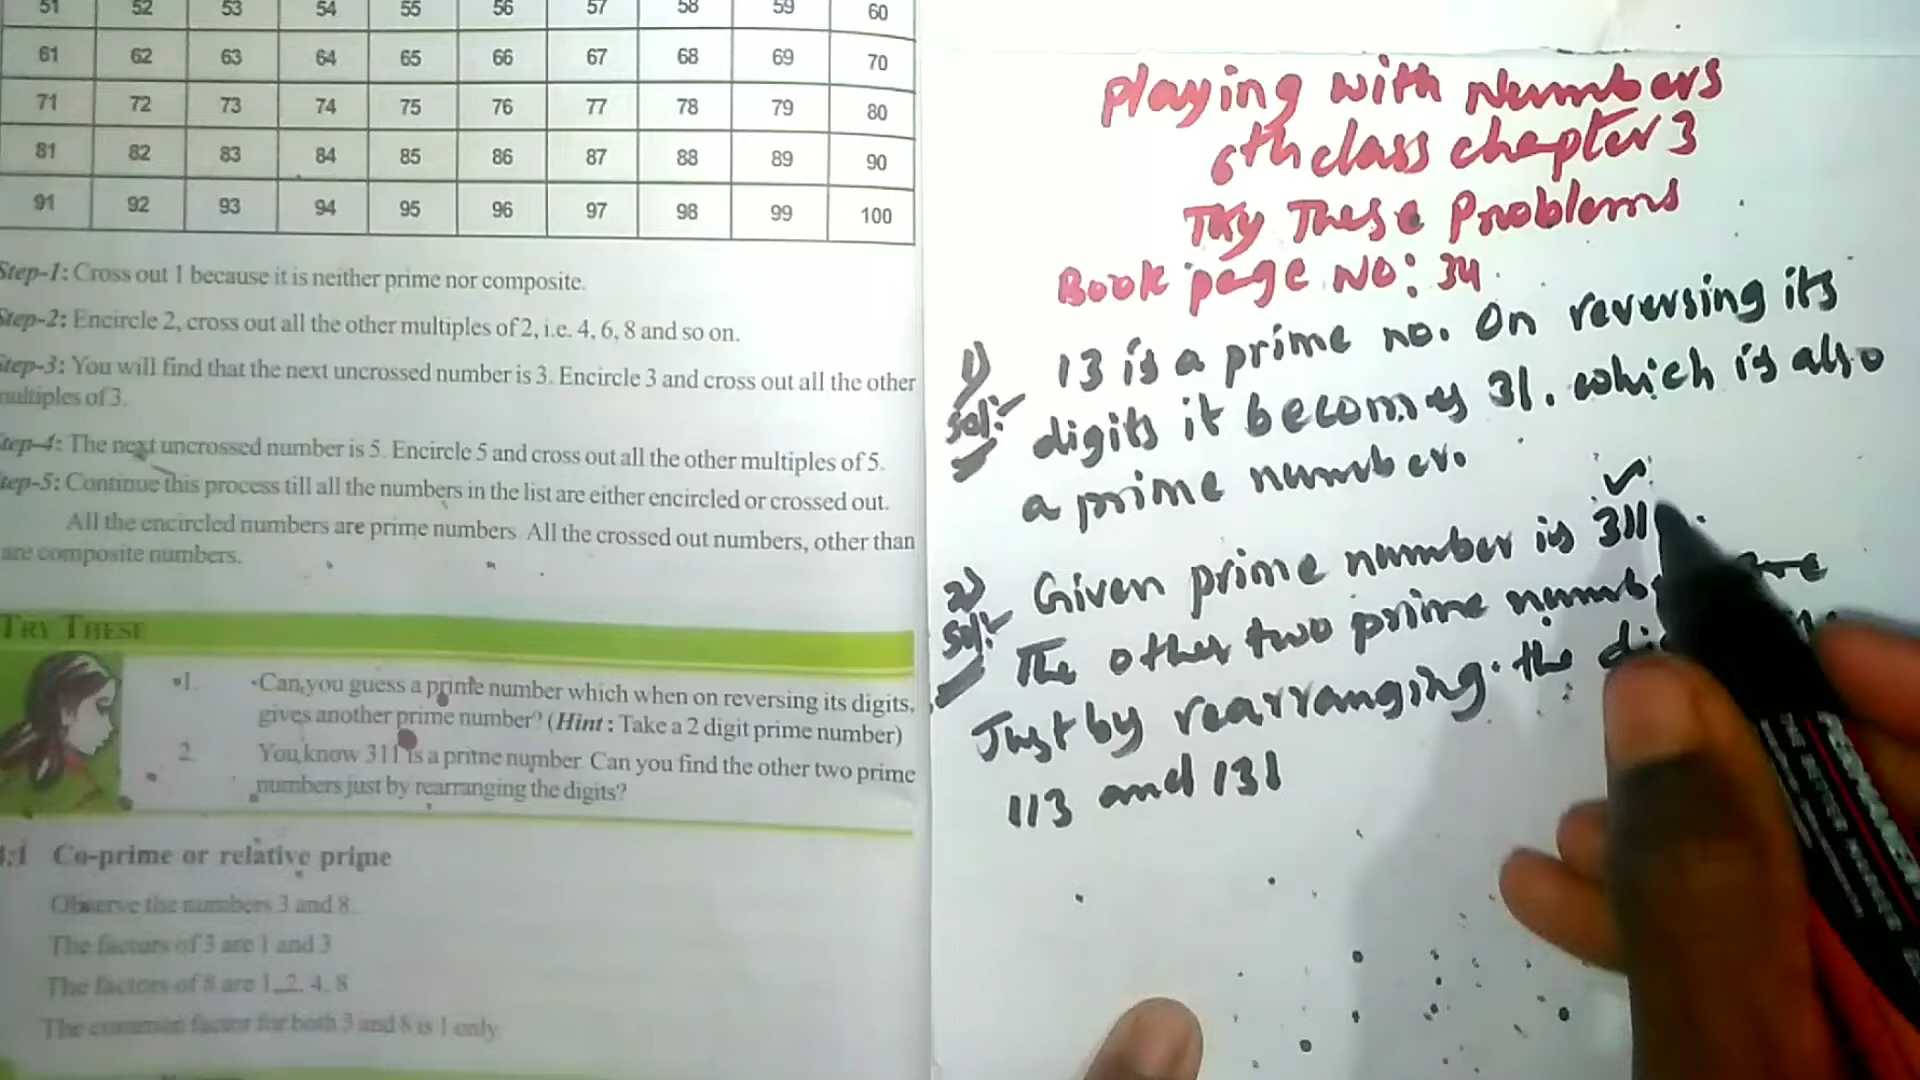 51 52 53 54 55 56 57 58 59 60
61 62 63 64 65 66 67 68 69 70
71 72 73 74 75 76 77 78 79 80
81 82 83 84 85 86 87 88 89 90
91 92 93 94 95 96 97 98 99 100
Step-1: Cross out 1 because it is neither prime nor composite.
Step-2: Encircle 2, cross out all the other multiples of 2, i.e. 4, 6, 8 and so on.
Step-3: You will find that the next uncrossed number is 3. Encircle 3 and cross out all the other
multiples of 3.
Step-4: The next uncrossed number is 5. Encircle 5 and cross out all the other multiples of 5.
Step-5: Continue this process till all the numbers in the list are either encircled or crossed out.
All the encircled numbers are prime numbers. All the crossed out numbers, other than
are composite numbers.
TRY THESE
1. Can you guess a prime number which when on reversing its digits,
gives another prime number? (Hint : Take a 2 digit prime number)
2. You know 311 is a prime number. Can you find the other two prime
numbers just by rearranging the digits?
Co-prime or relative prime
Observe the numbers 3 and 8.
The factors of 3 are 1 and 3
The factors of 8 are 1, 2, 4, 8
The common factor for both 3 and 8 is 1 only.
Playing with Numbers
6th class chapter 3
Try These Problems
Book page No: 34
1) 13 is a prime no. On reversing its
Sol:- digits it becomes 31. which is also
a prime number.
2) Given prime number is 311
Sol:- The other two prime
Just by rearranging the
113 and 131